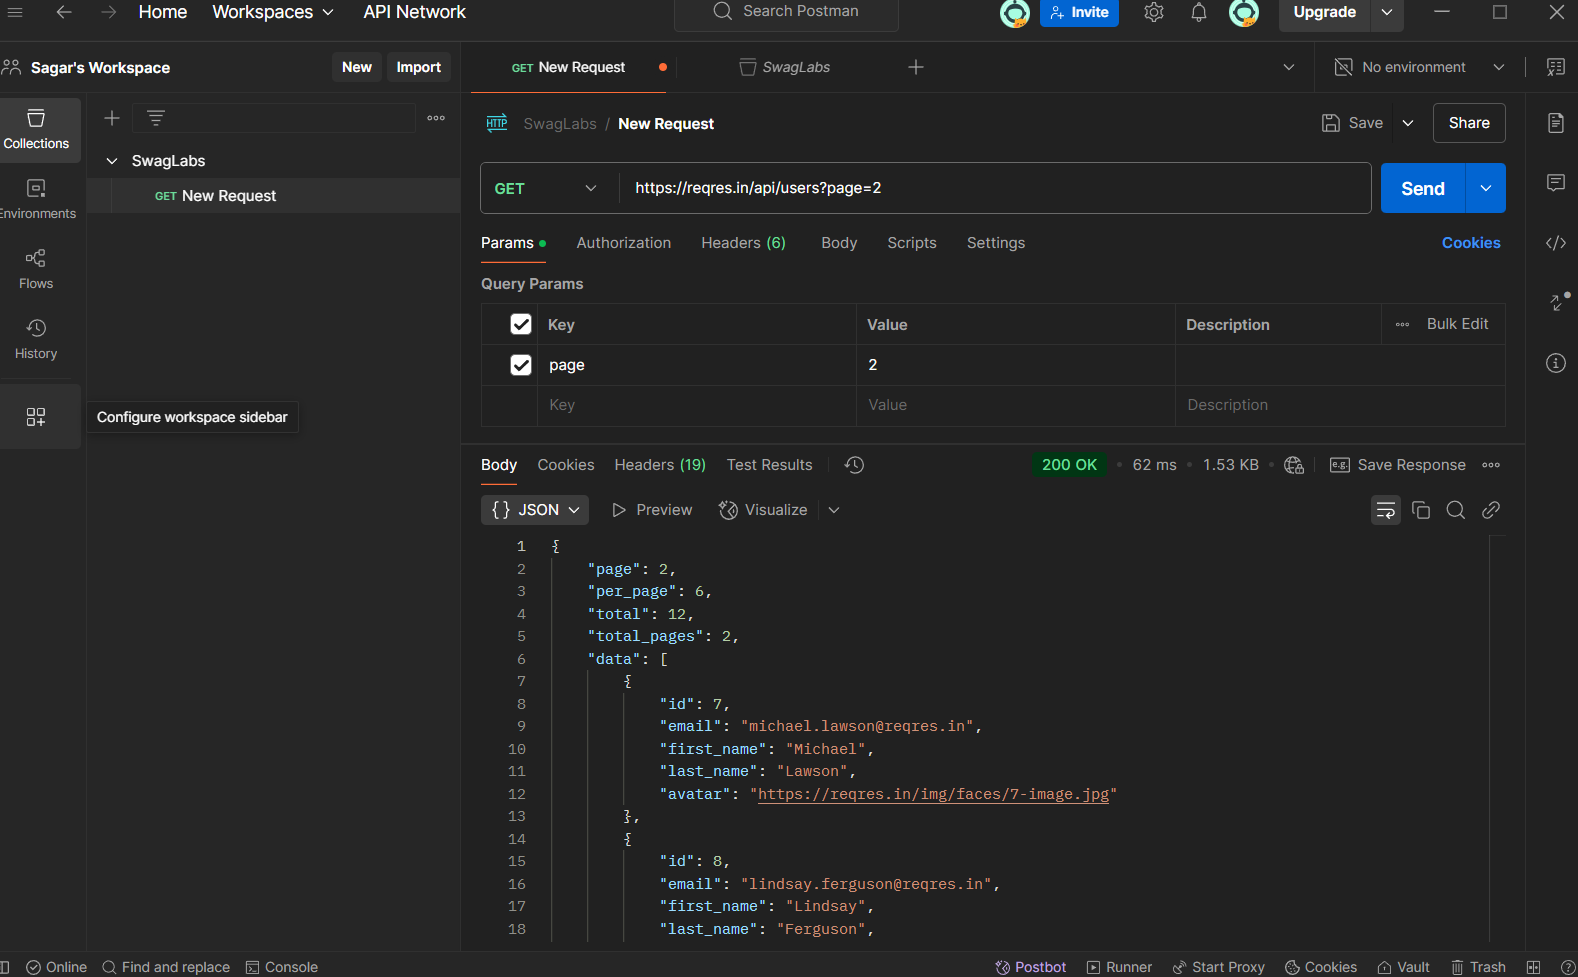 Home Workspaces API Network Search Postman Invite Upgrade
Sagar's Workspace New Import GET New Request SwagLabs No environment
Collections
SwagLabs
GET New Request
Environments
Flows
History
Configure workspace sidebar
HTTP SwagLabs / New Request Save Share
GET https://reqres.in/api/users?page=2 Send
Params Authorization Headers (6) Body Scripts Settings Cookies
Query Params
Key Value Description Bulk Edit
page 2
Key Value Description
Body Cookies Headers (19) Test Results 200 OK 62 ms 1.53 KB e.g. Save Response
{} JSON Preview Visualize
1 {
2 "page": 2,
3 "per_page": 6,
4 "total": 12,
5 "total_pages": 2,
6 "data": [
7 {
8 "id": 7,
9 "email": "michael.lawson@reqres.in",
10 "first_name": "Michael",
11 "last_name": "Lawson",
12 "avatar": "https://reqres.in/img/faces/7-image.jpg"
13 },
14 {
15 "id": 8,
16 "email": "lindsay.ferguson@reqres.in",
17 "first_name": "Lindsay",
18 "last_name": "Ferguson",
Online Find and replace Console Postbot Runner Start Proxy Cookies Vault Trash